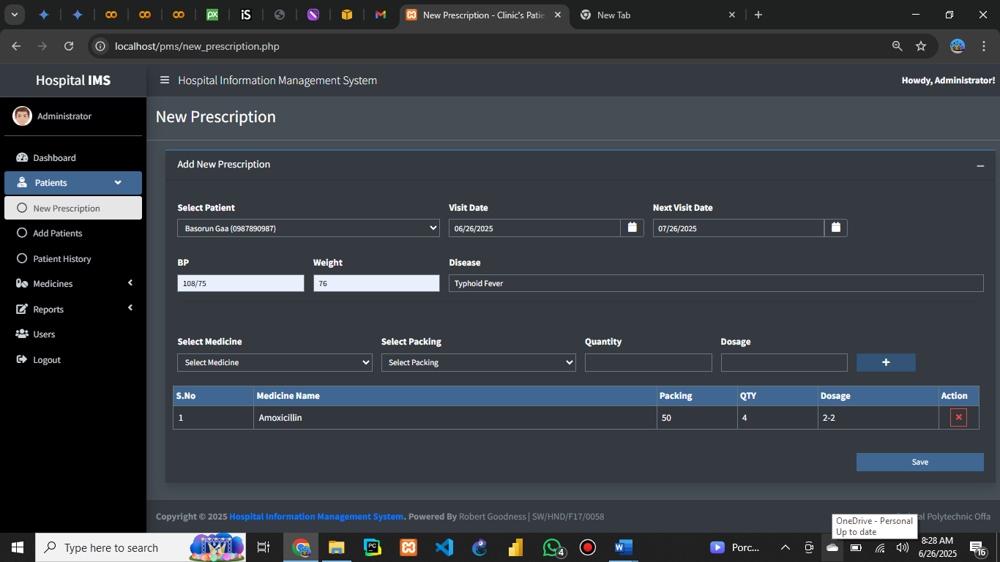 New Prescription - Clinic's Patie
New Tab
localhost/pms/new_prescription.php
Hospital IMS
Hospital Information Management System
Howdy, Administrator!
Administrator
Dashboard
Patients
New Prescription
Add Patients
Patient History
Medicines
Reports
Users
Logout
New Prescription
Add New Prescription
Select Patient Visit Date Next Visit Date
Basorun Gaa (0987890987) 06/26/2025 07/26/2025
BP Weight Disease
108/75 76 Typhoid Fever
Select Medicine Select Packing Quantity Dosage
Select Medicine Select Packing
S.No Medicine Name Packing QTY Dosage Action
1 Amoxicillin 50 4 2-2
Save
Copyright © 2025 Hospital Information Management System. Powered By Robert Goodness | SW/HND/F17/0058
Polytechnic Offa
OneDrive - Personal
Up to date
Type here to search
Porc...
8:28 AM
6/26/2025
4
16
px
iS
PC
W